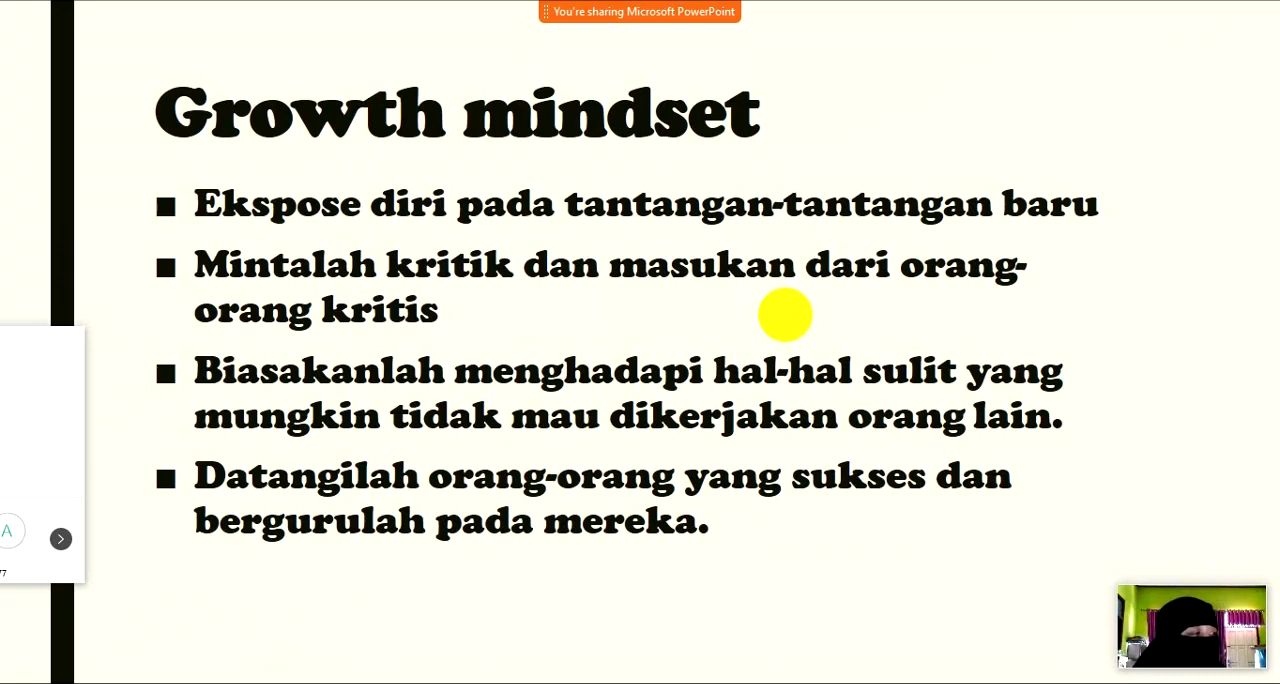 You're sharing Microsoft PowerPoint
Growth mindset
Ekspose diri pada tantangan-tantangan baru
Mintalah kritik dan masukan dari orang-
orang kritis
Biasakanlah menghadapi hal-hal sulit yang
mungkin tidak mau dikerjakan orang lain.
Datangilah orang-orang yang sukses dan
bergurulah pada mereka.
A